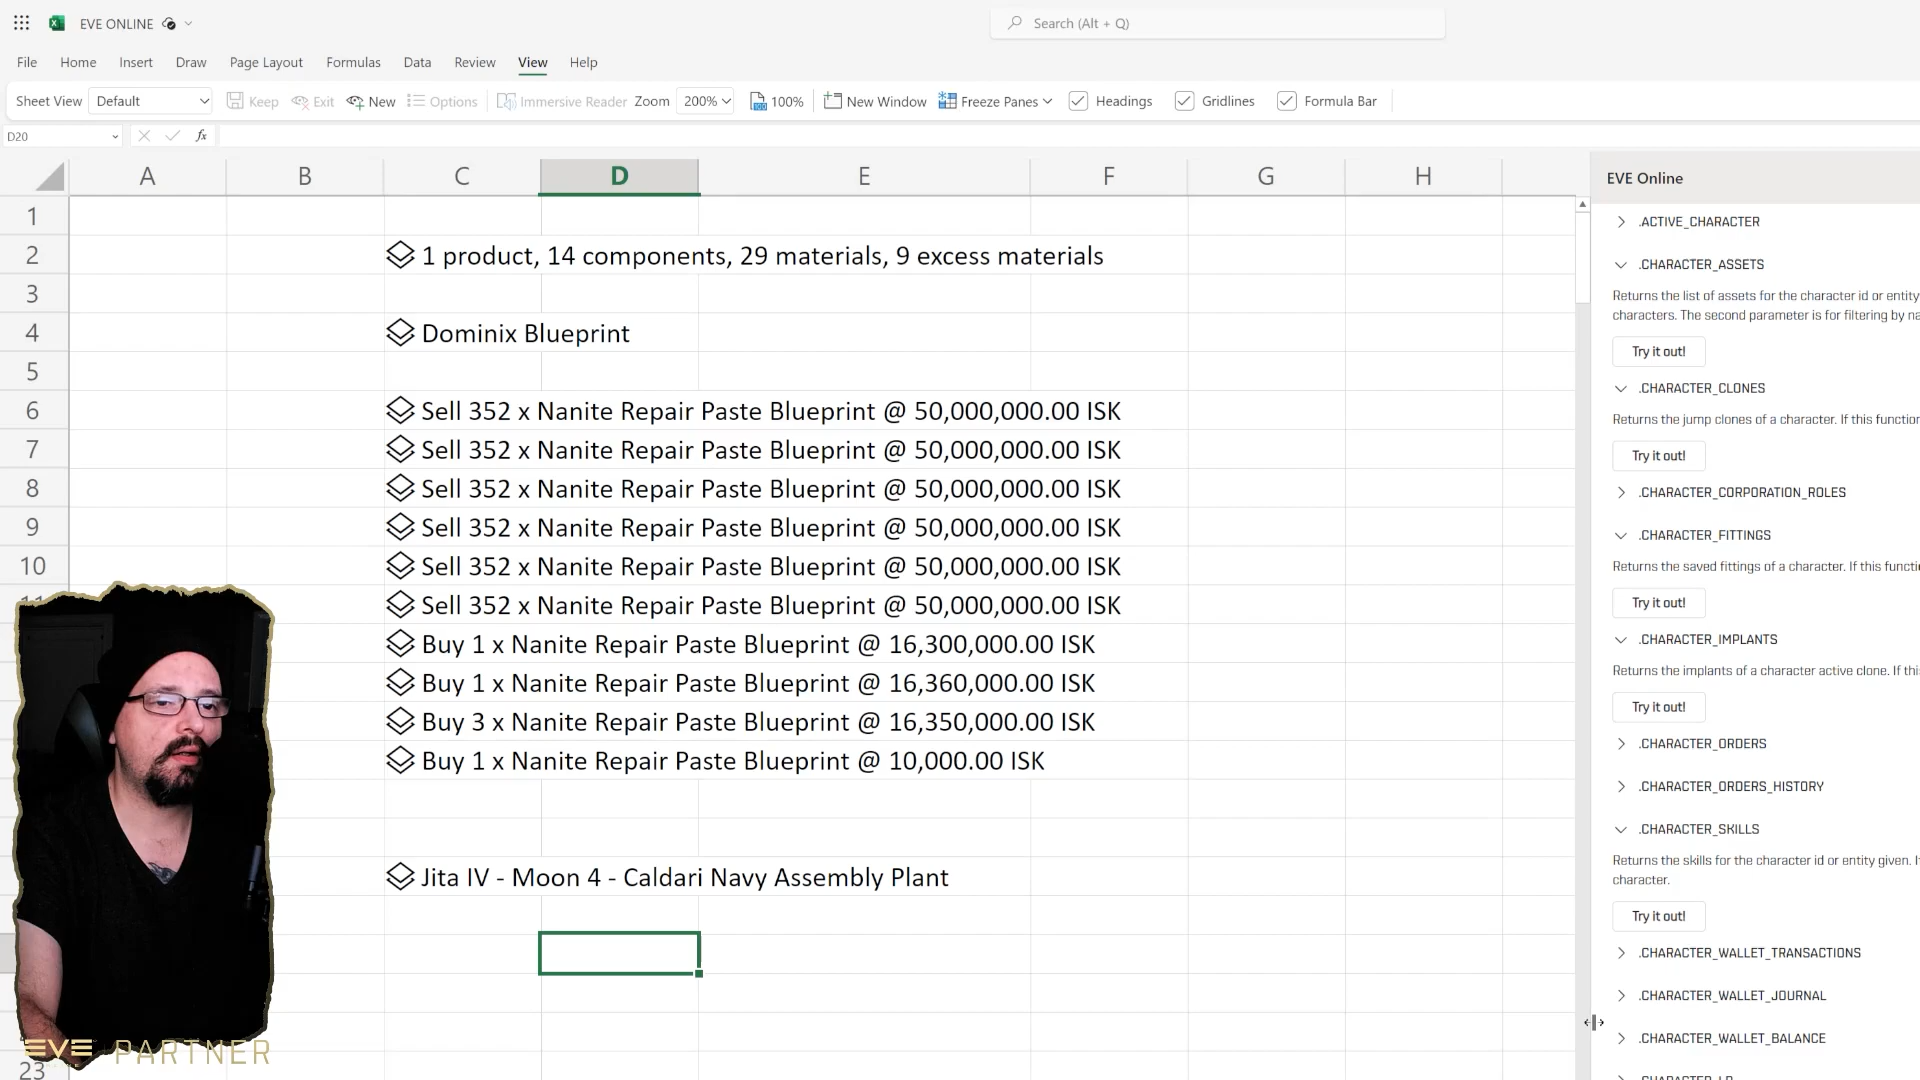 EVE ONLINE
Search (Alt + Q)
File Home Insert Draw Page Layout Formulas Data Review View Help
Sheet View Default Keep Exit New Options Immersive Reader Zoom 200% 100% New Window Freeze Panes Headings Gridlines Formula Bar
D20 fx
A B C D E F G H
EVE Online
1
2 1 product, 14 components, 29 materials, 9 excess materials
3
4 Dominix Blueprint
5
6 Sell 352 x Nanite Repair Paste Blueprint @ 50,000,000.00 ISK
7 Sell 352 x Nanite Repair Paste Blueprint @ 50,000,000.00 ISK
8 Sell 352 x Nanite Repair Paste Blueprint @ 50,000,000.00 ISK
9 Sell 352 x Nanite Repair Paste Blueprint @ 50,000,000.00 ISK
10 Sell 352 x Nanite Repair Paste Blueprint @ 50,000,000.00 ISK
Sell 352 x Nanite Repair Paste Blueprint @ 50,000,000.00 ISK
Buy 1 x Nanite Repair Paste Blueprint @ 16,300,000.00 ISK
Buy 1 x Nanite Repair Paste Blueprint @ 16,360,000.00 ISK
Buy 3 x Nanite Repair Paste Blueprint @ 16,350,000.00 ISK
Buy 1 x Nanite Repair Paste Blueprint @ 10,000.00 ISK
Jita IV - Moon 4 - Caldari Navy Assembly Plant
23
.ACTIVE_CHARACTER
.CHARACTER_ASSETS
Returns the list of assets for the character id or entity
characters. The second parameter is for filtering by na
Try it out!
.CHARACTER_CLONES
Returns the jump clones of a character. If this function
Try it out!
.CHARACTER_CORPORATION_ROLES
.CHARACTER_FITTINGS
Returns the saved fittings of a character. If this functi
Try it out!
.CHARACTER_IMPLANTS
Returns the implants of a character active clone. If this
Try it out!
.CHARACTER_ORDERS
.CHARACTER_ORDERS_HISTORY
.CHARACTER_SKILLS
Returns the skills for the character id or entity given. I
character.
Try it out!
.CHARACTER_WALLET_TRANSACTIONS
.CHARACTER_WALLET_JOURNAL
.CHARACTER_WALLET_BALANCE
EVE PARTNER